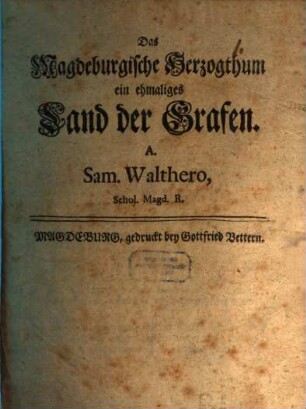 Das
Magdeburgische Herzogthum
ein ehmaliges
Land der Grafen.
A.
Sam. Walthero,
Schol. Magd. R.
MAGDEBURG, gedruckt bey Gottfried Vettern.